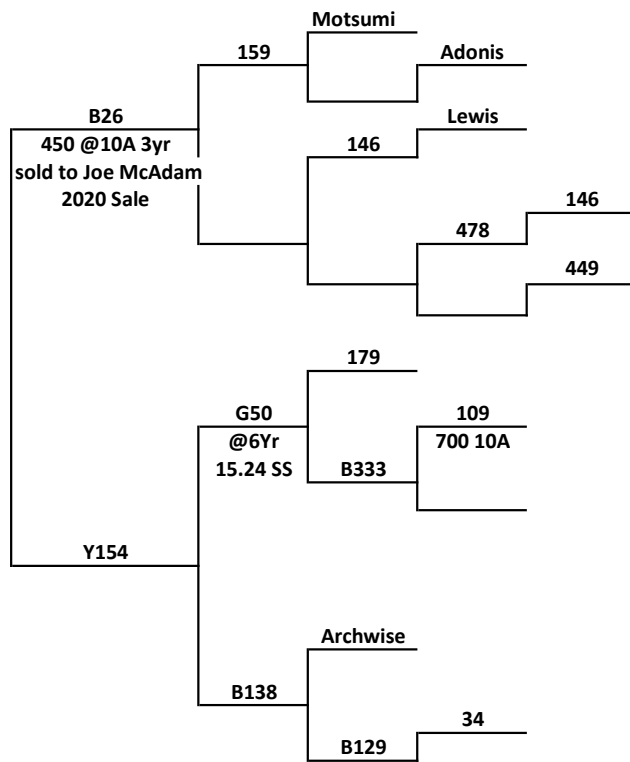 Motsumi
159
Adonis
B26
Lewis
450 @10A 3yr
146
sold to Joe McAdam
2020 Sale
146
478
449
179
G50
109
@6Yr
700 10A
15.24 SS
B333
Y154
Archwise
B138
34
B129